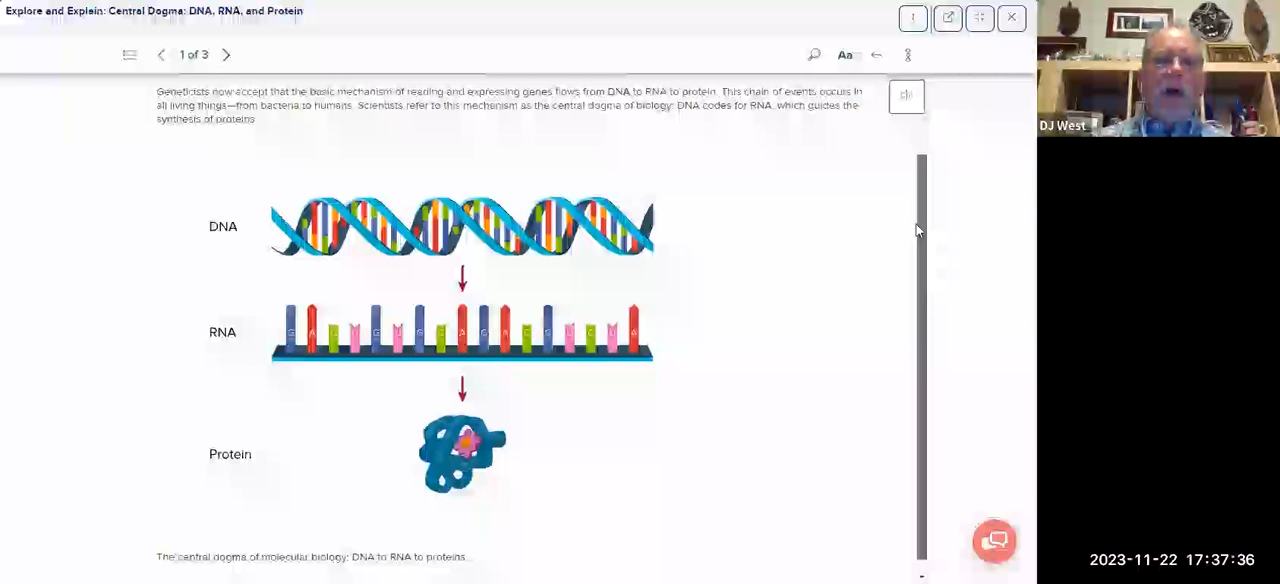 Explore and Explain: Central Dogma: DNA, RNA, and Protein
1 of 3
Aa
Geneticists now accept that the basic mechanism of reading and expressing genes flows from DNA to RNA to protein. This chain of events occurs in
all living things—from bacteria to humans. Scientists refer to this mechanism as the central dogma of biology: DNA codes for RNA, which guides the
synthesis of proteins
DJ West
DNA
RNA
Protein
The central dogma of molecular biology: DNA to RNA to proteins.
2023-11-22 17:37:36